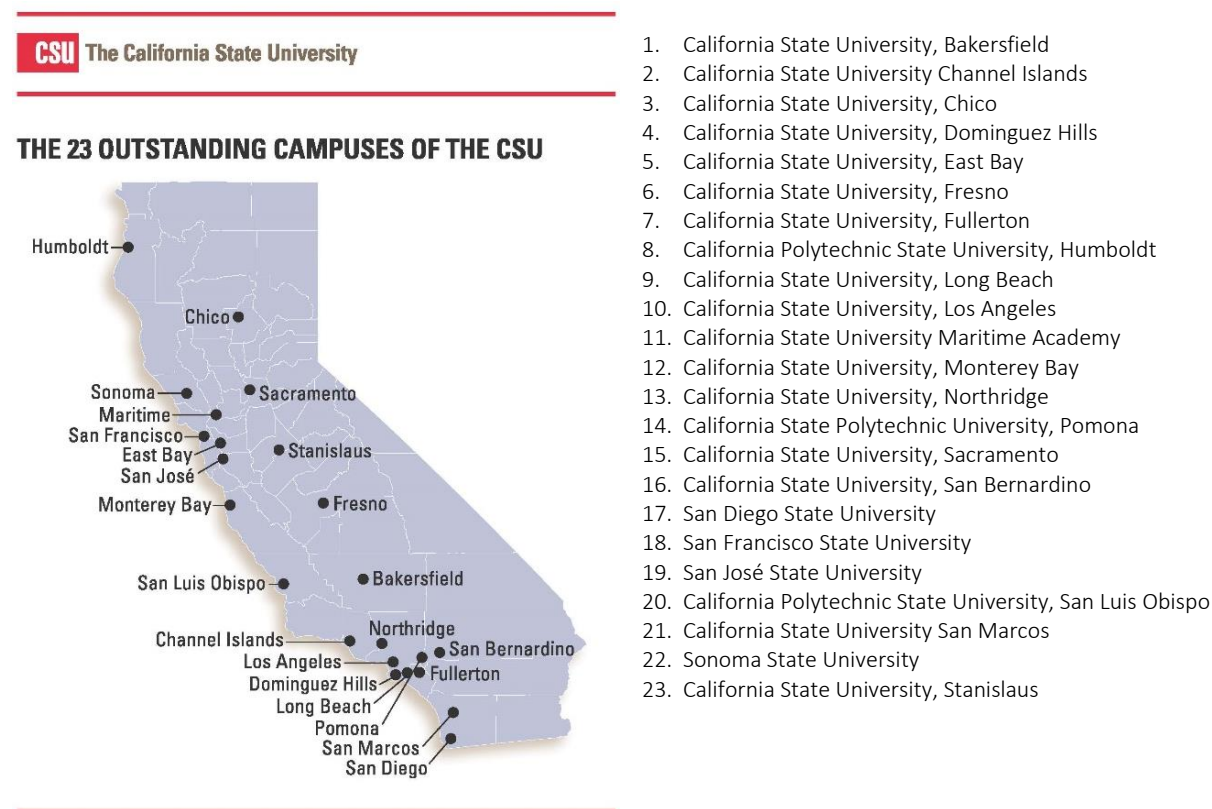 CSU The California State University
THE 23 OUTSTANDING CAMPUSES OF THE CSU
Humboldt
Chico
Sonoma
Sacramento
Maritime
San Francisco
East Bay
Stanislaus
San José
Monterey Bay
Fresno
San Luis Obispo
Bakersfield
Channel Islands
Northridge
San Bernardino
Los Angeles
Dominguez Hills
Fullerton
Long Beach
Pomona
San Marcos
San Diego
1. California State University, Bakersfield
2. California State University Channel Islands
3. California State University, Chico
4. California State University, Dominguez Hills
5. California State University, East Bay
6. California State University, Fresno
7. California State University, Fullerton
8. California Polytechnic State University, Humboldt
9. California State University, Long Beach
10. California State University, Los Angeles
11. California State University Maritime Academy
12. California State University, Monterey Bay
13. California State University, Northridge
14. California State Polytechnic University, Pomona
15. California State University, Sacramento
16. California State University, San Bernardino
17. San Diego State University
18. San Francisco State University
19. San José State University
20. California Polytechnic State University, San Luis Obispo
21. California State University San Marcos
22. Sonoma State University
23. California State University, Stanislaus